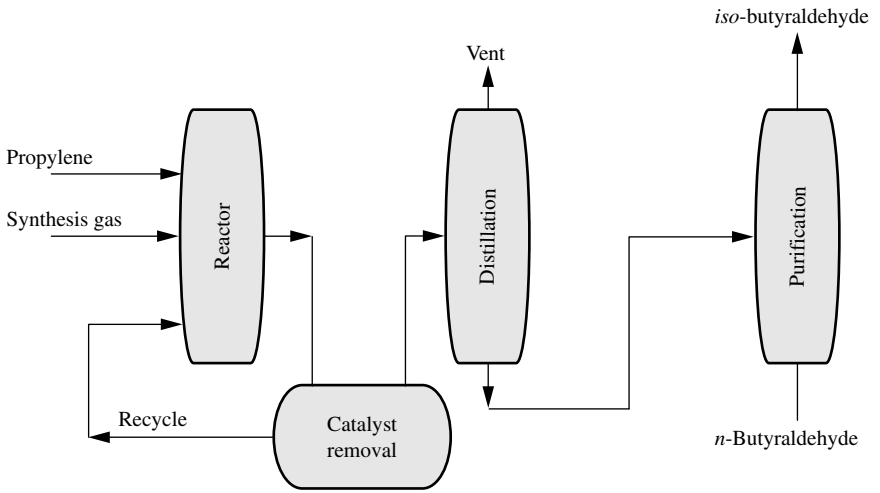 iso-butyraldehyde
Vent
Propylene
Synthesis gas
Reactor
Distillation
Purification
Recycle
Catalyst
removal
n-Butyraldehyde